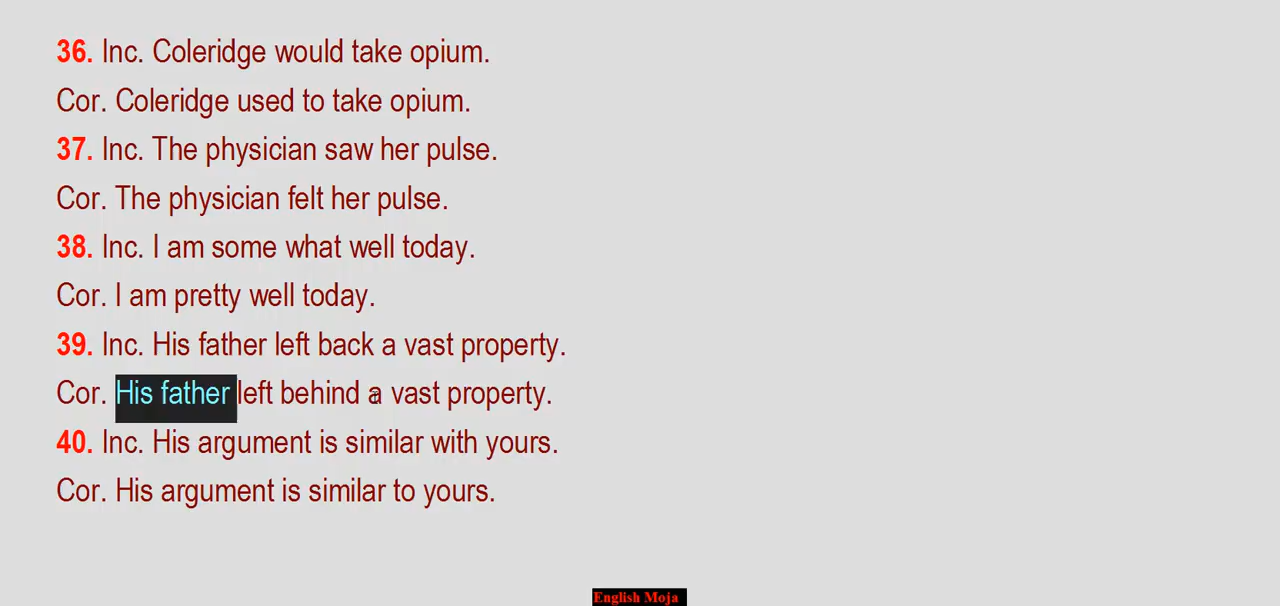 36. Inc. Coleridge would take opium.
Cor. Coleridge used to take opium.
37. Inc. The physician saw her pulse.
Cor. The physician felt her pulse.
38. Inc. I am some what well today.
Cor. I am pretty well today.
39. Inc. His father left back a vast property.
Cor. His father left behind a vast property.
40. Inc. His argument is similar with yours.
Cor. His argument is similar to yours.
English Moja